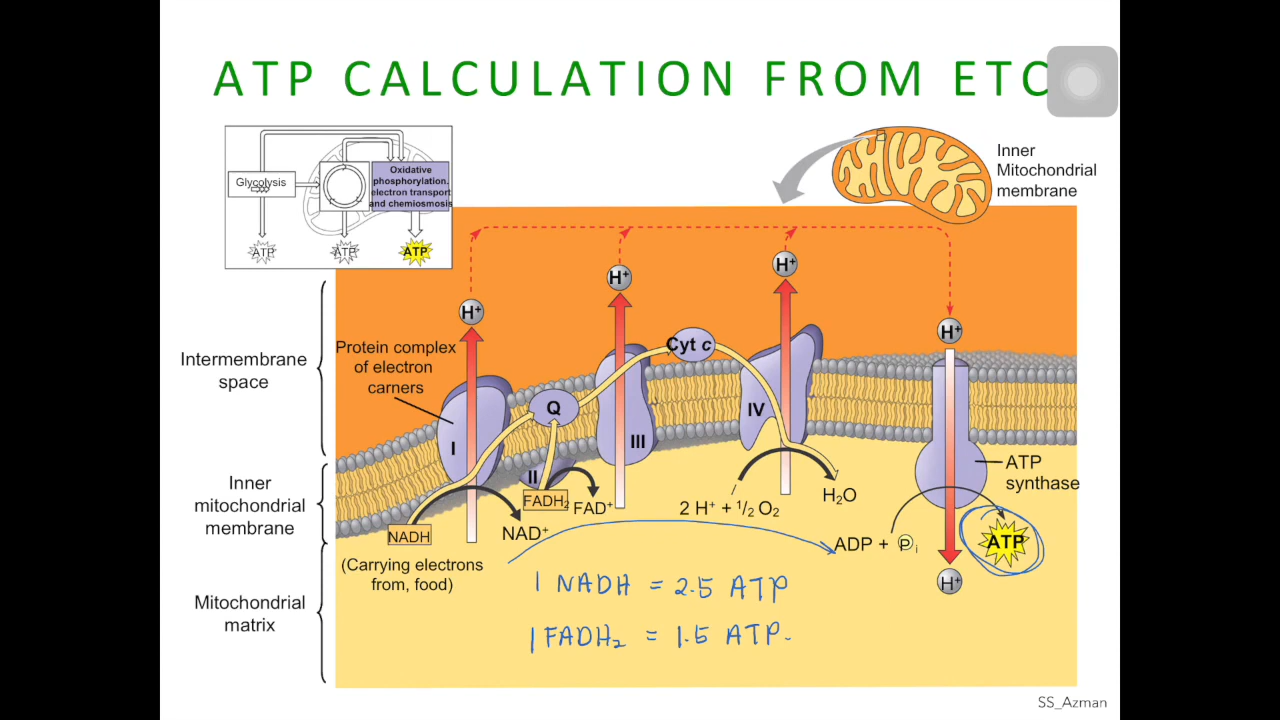 ATP CALCULATION FROM ETC
Oxidative
phosphorylation.
electron transport
and chemiosmosis
Glycolysis
ATP
ATP
ATP
Inner
Mitochondrial
membrane
H+
H+
H+
H+
Intermembrane
space
Protein complex
of electron
carners
Cyt c
Q
I
II
III
IV
Inner
mitochondrial
membrane
FADH2
FAD+
NADH
NAD+
2 H+ + 1/2 O2
H2O
ATP
synthase
ADP + Pi
ATP
(Carrying electrons
from, food)
H+
Mitochondrial
matrix
1 NADH = 2.5 ATP
1 FADH2 = 1.5 ATP.
SS_Azman